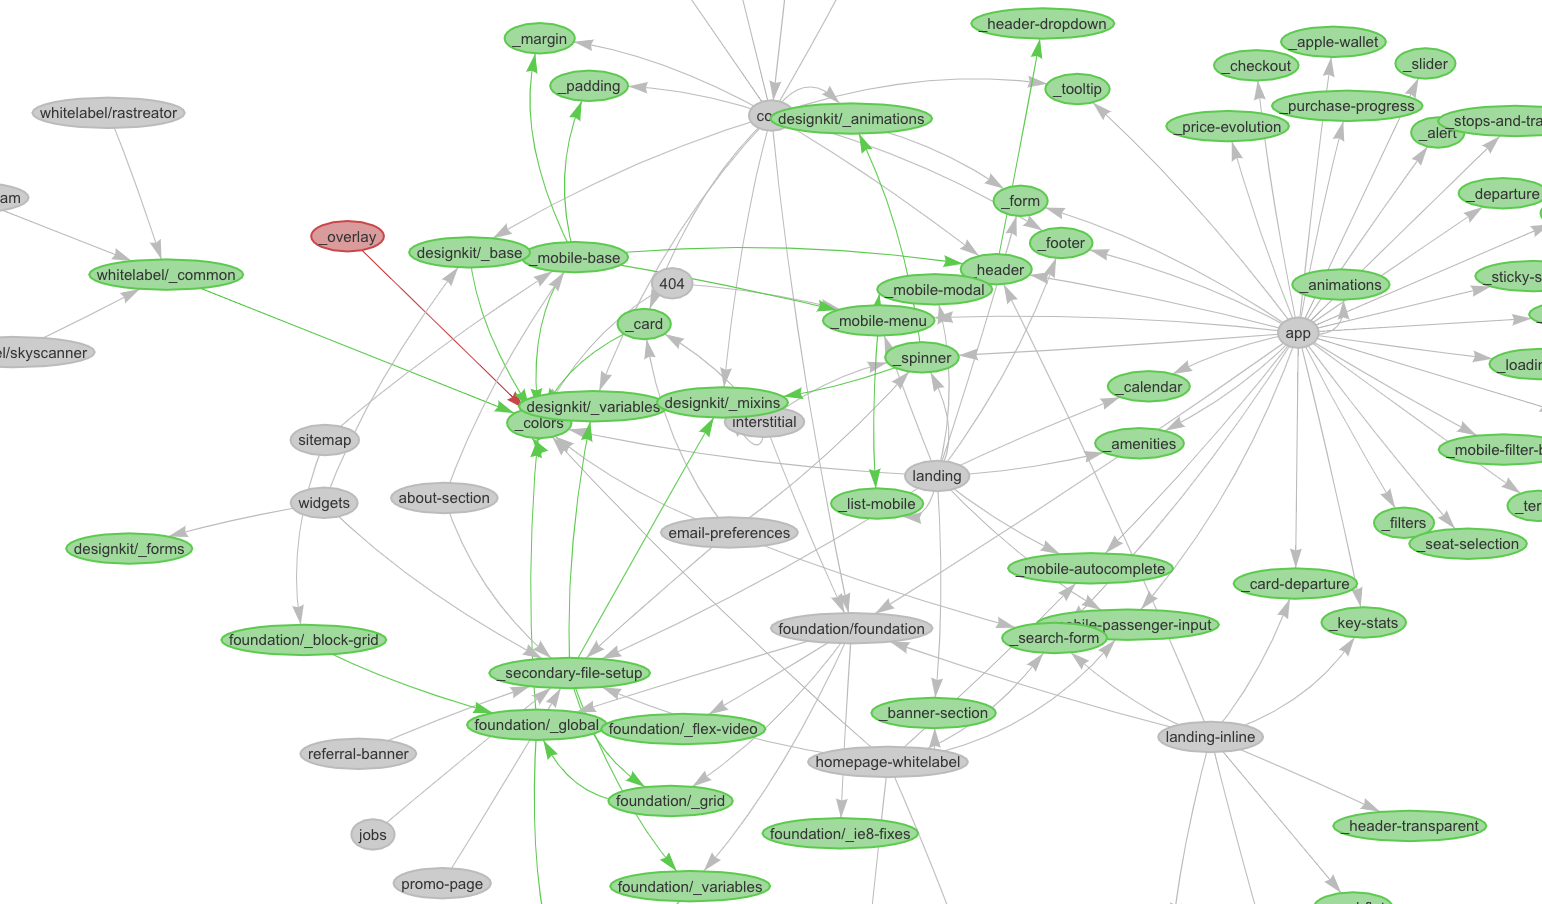 _header-dropdown
_margin
_apple-wallet
_checkout
_slider
_padding
_tooltip
_purchase-progress
whitelabel/rastreator
co
designkit/_animations
_price-evolution
_alert
_stops-and-tra
am
_departure
_form
_overlay
_footer
designkit/_base
_mobile-base
_header
whitelabel/_common
404
_mobile-modal
_animations
_sticky-s
_card
_mobile-menu
app
el/skyscanner
_spinner
_loadin
_calendar
designkit/_variables
designkit/_mixins
_colors
interstitial
sitemap
_amenities
_mobile-filter-b
landing
widgets
about-section
_list-mobile
_ter
_filters
email-preferences
designkit/_forms
_seat-selection
_mobile-autocomplete
_card-departure
foundation/_block-grid
foundation/foundation
_search-form
obile-passenger-input
_key-stats
_secondary-file-setup
_banner-section
foundation/_global
foundation/_flex-video
landing-inline
referral-banner
homepage-whitelabel
foundation/_grid
jobs
foundation/_ie8-fixes
_header-transparent
promo-page
foundation/_variables